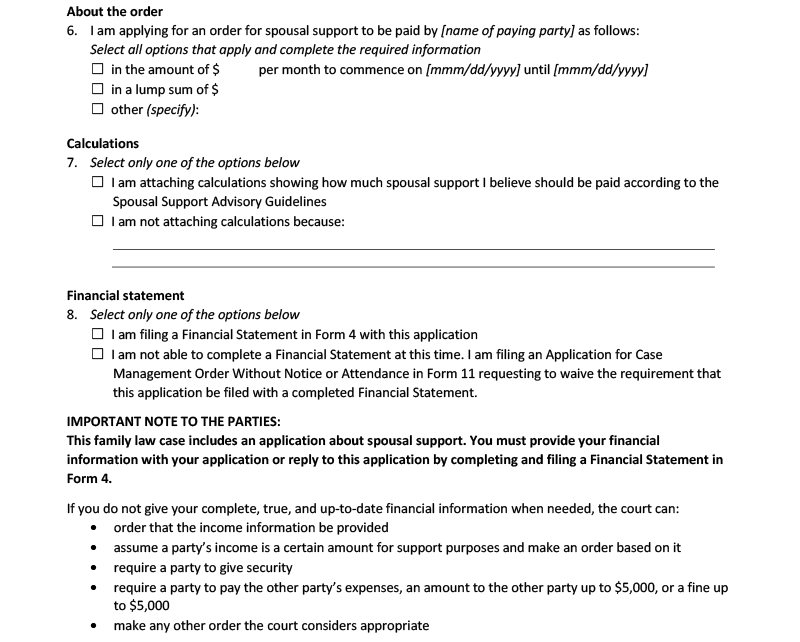 About the order
6. I am applying for an order for spousal support to be paid by [name of paying party] as follows:
Select all options that apply and complete the required information
☐ in the amount of $ per month to commence on [mmm/dd/yyyy] until [mmm/dd/yyyy]
☐ in a lump sum of $
☐ other (specify):
Calculations
7. Select only one of the options below
☐ I am attaching calculations showing how much spousal support I believe should be paid according to the
Spousal Support Advisory Guidelines
☐ I am not attaching calculations because:
Financial statement
8. Select only one of the options below
☐ I am filing a Financial Statement in Form 4 with this application
☐ I am not able to complete a Financial Statement at this time. I am filing an Application for Case
Management Order Without Notice or Attendance in Form 11 requesting to waive the requirement that
this application be filed with a completed Financial Statement.
IMPORTANT NOTE TO THE PARTIES:
This family law case includes an application about spousal support. You must provide your financial
information with your application or reply to this application by completing and filing a Financial Statement in
Form 4.
If you do not give your complete, true, and up-to-date financial information when needed, the court can:
• order that the income information be provided
• assume a party's income is a certain amount for support purposes and make an order based on it
• require a party to give security
• require a party to pay the other party's expenses, an amount to the other party up to $5,000, or a fine up
to $5,000
• make any other order the court considers appropriate